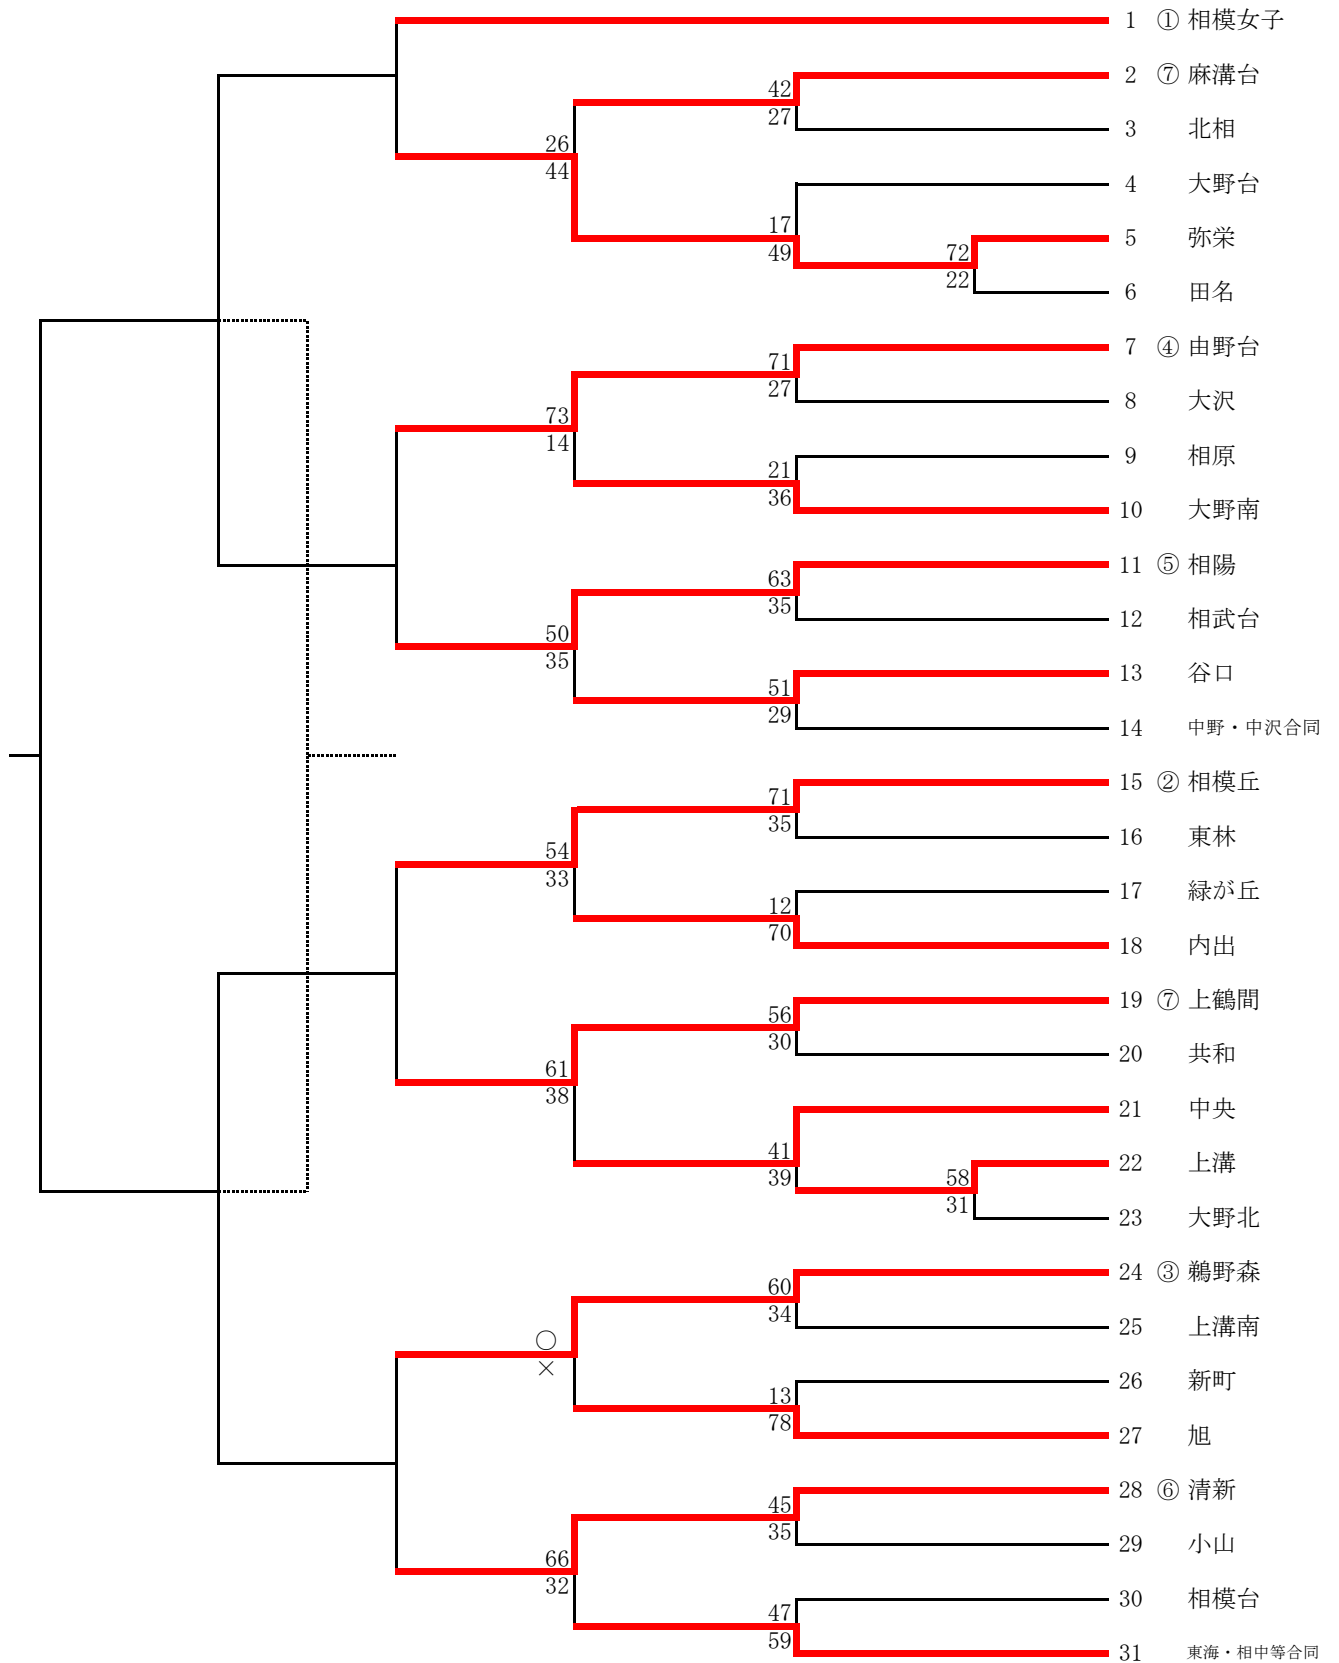 1 ① 相模女子
2 ⑦ 麻溝台
42
27
3 北相
26
44
4 大野台
17
49
5 弥栄
72
22
6 田名
7 ④ 由野台
71
27
8 大沢
73
14
9 相原
21
36
10 大野南
11 ⑤ 相陽
63
35
12 相武台
50
35
13 谷口
51
29
14 中野・中沢合同
15 ② 相模丘
71
35
16 東林
54
33
17 緑が丘
12
70
18 内出
19 ⑦ 上鶴間
56
30
20 共和
61
38
21 中央
41
39
22 上溝
58
31
23 大野北
24 ③ 鵜野森
60
34
25 上溝南
○
×
26 新町
13
78
27 旭
28 ⑥ 清新
45
35
29 小山
66
32
30 相模台
47
59
31 東海・相中等合同